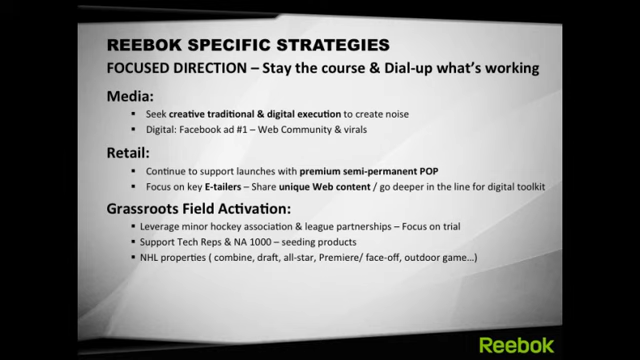 REEBOK SPECIFIC STRATEGIES
FOCUSED DIRECTION – Stay the course & Dial-up what's working
Media:
▪ Seek creative traditional & digital execution to create noise
▪ Digital: Facebook ad #1 – Web Community & virals
Retail:
▪ Continue to support launches with premium semi-permanent POP
▪ Focus on key E-tailers – Share unique Web content / go deeper in the line for digital toolkit
Grassroots Field Activation:
▪ Leverage minor hockey association & league partnerships – Focus on trial
▪ Support Tech Reps & NA 1000 – seeding products
▪ NHL properties ( combine, draft, all-star, Premiere/ face-off, outdoor game…)
Reebok